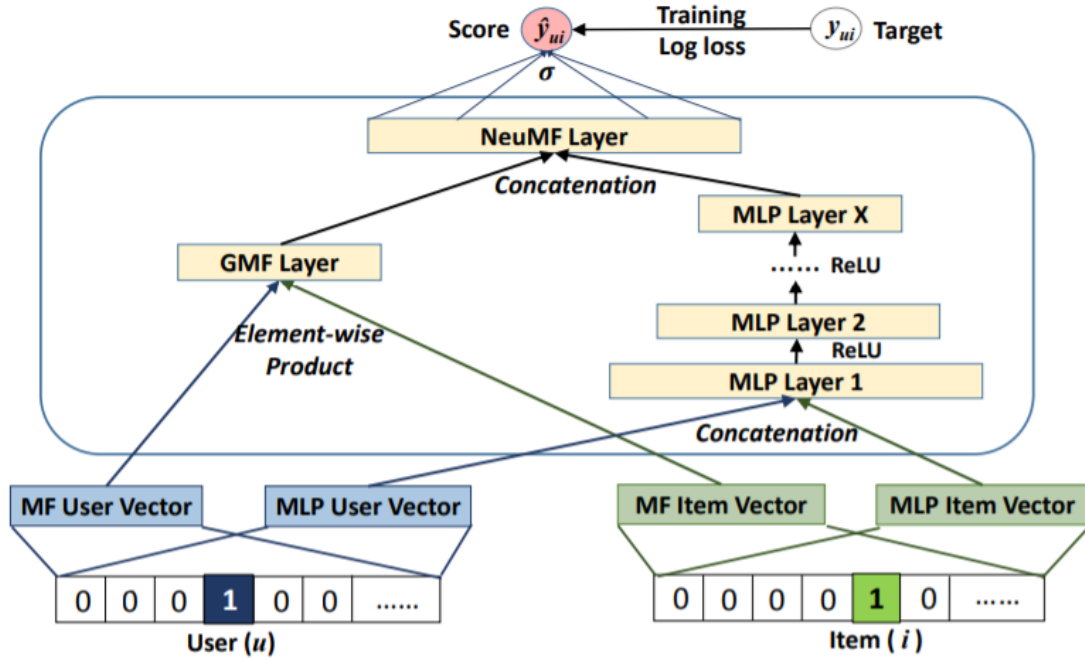 Score ŷui Training yui Target
Log loss
σ
NeuMF Layer
Concatenation
MLP Layer X
GMF Layer
...... ReLU
Element-wise
Product
MLP Layer 2
ReLU
MLP Layer 1
Concatenation
MF User Vector MLP User Vector MF Item Vector MLP Item Vector
0 0 0 1 0 0 ...... 0 0 0 0 1 0 ......
User (u) Item ( i )